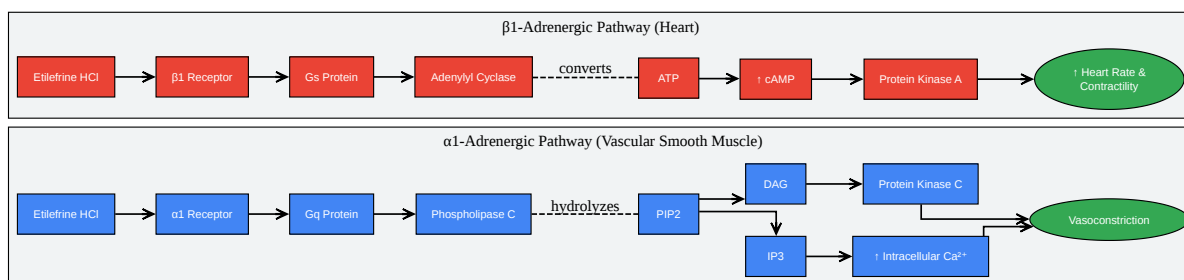 β1-Adrenergic Pathway (Heart)
Etilefrine HCl
β1 Receptor
Gs Protein
Adenylyl Cyclase
converts
ATP
↑ cAMP
Protein Kinase A
↑ Heart Rate &
Contractility
α1-Adrenergic Pathway (Vascular Smooth Muscle)
Etilefrine HCl
α1 Receptor
Gq Protein
Phospholipase C
hydrolyzes
PIP2
DAG
Protein Kinase C
IP3
↑ Intracellular Ca²⁺
Vasoconstriction